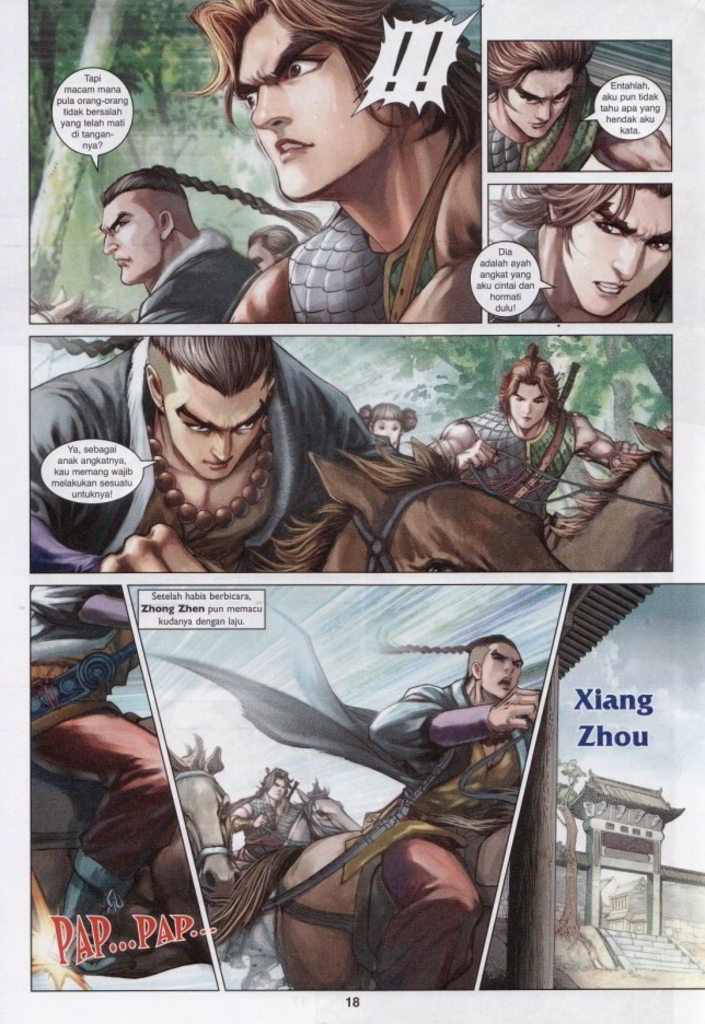 Tapi
macam mana
pula orang-orang
tidak bersalah
yang telah mati
di tangan-
nya?
!!
Entahlah,
aku pun tidak
tahu apa yang
hendak aku
kata.
Dia
adalah ayah
angkat yang
aku cintai dan
hormati
dulu!
Ya, sebagai
anak angkatnya,
kau memang wajib
melakukan sesuatu
untuknya!
Setelah habis berbicara,
Zhong Zhen pun memacu
kudanya dengan laju.
PAP...PAP...
Xiang
Zhou
18